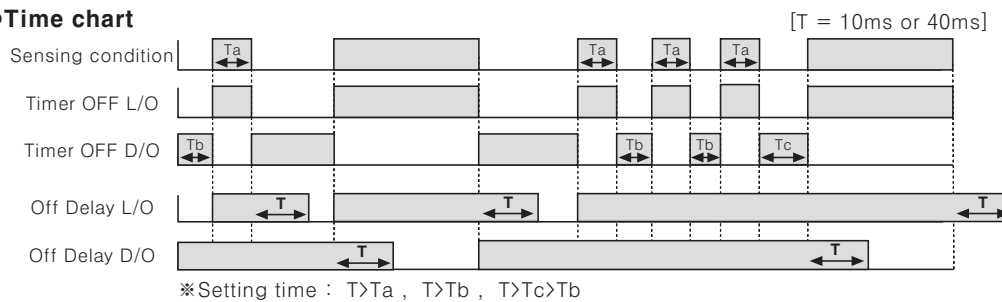 Time chart
[T = 10ms or 40ms]
Sensing condition
Ta
Ta
Ta
Ta
Timer OFF L/O
Timer OFF D/O
Tb
Tb
Tb
Tc
Off Delay L/O
T
T
T
Off Delay D/O
T
T
※Setting time : T>Ta , T>Tb , T>Tc>Tb